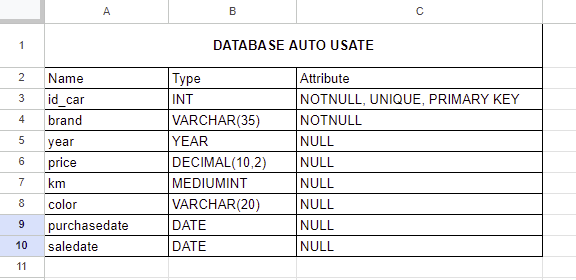 A B C
1 DATABASE AUTO USATE
2 Name Type Attribute
3 id_car INT NOTNULL, UNIQUE, PRIMARY KEY
4 brand VARCHAR(35) NOTNULL
5 year YEAR NULL
6 price DECIMAL(10,2) NULL
7 km MEDIUMINT NULL
8 color VARCHAR(20) NULL
9 purchasedate DATE NULL
10 saledate DATE NULL
11